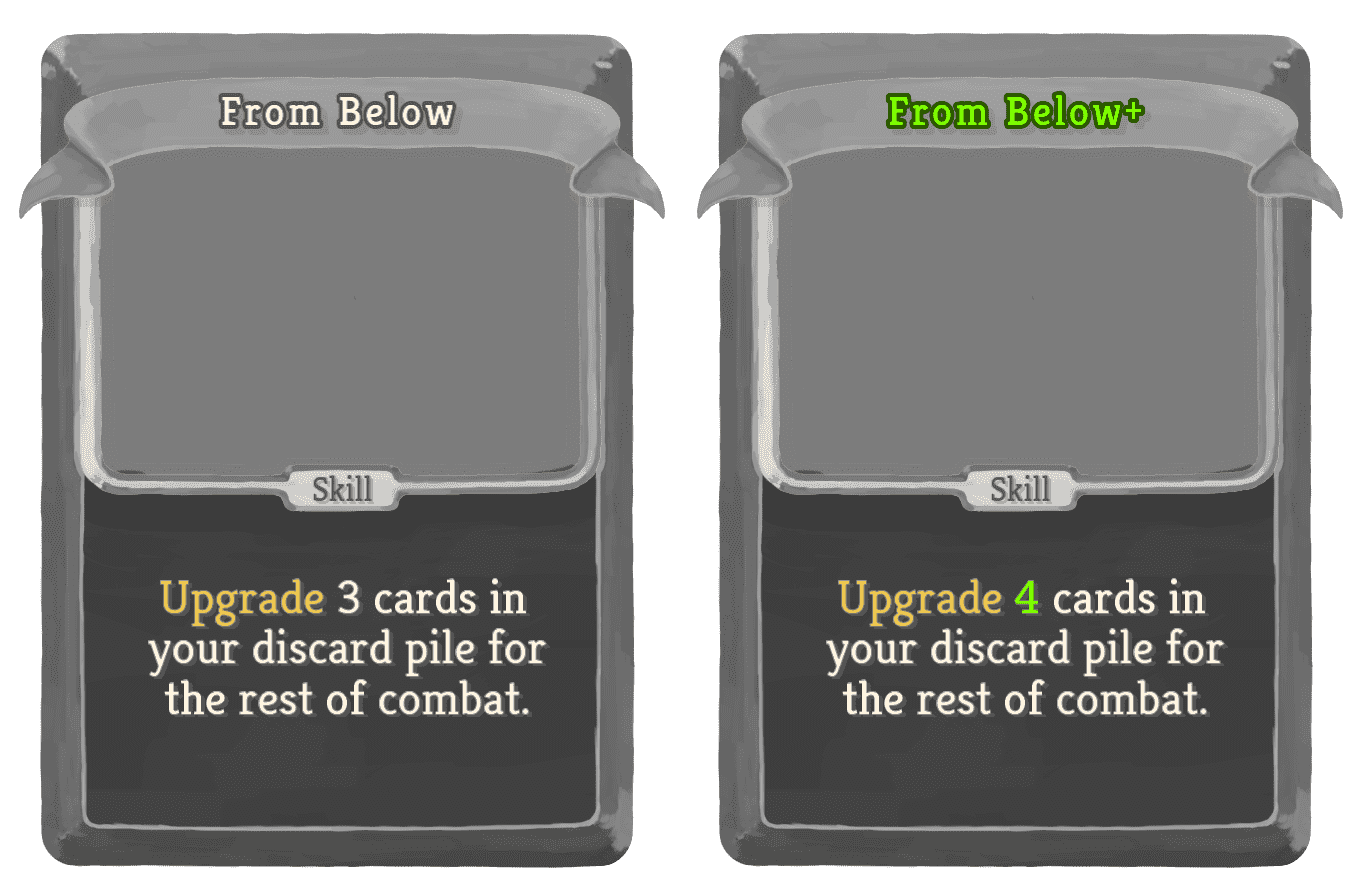 From Below
Skill
Upgrade 3 cards in
your discard pile for
the rest of combat.
From Below+
Skill
Upgrade 4 cards in
your discard pile for
the rest of combat.